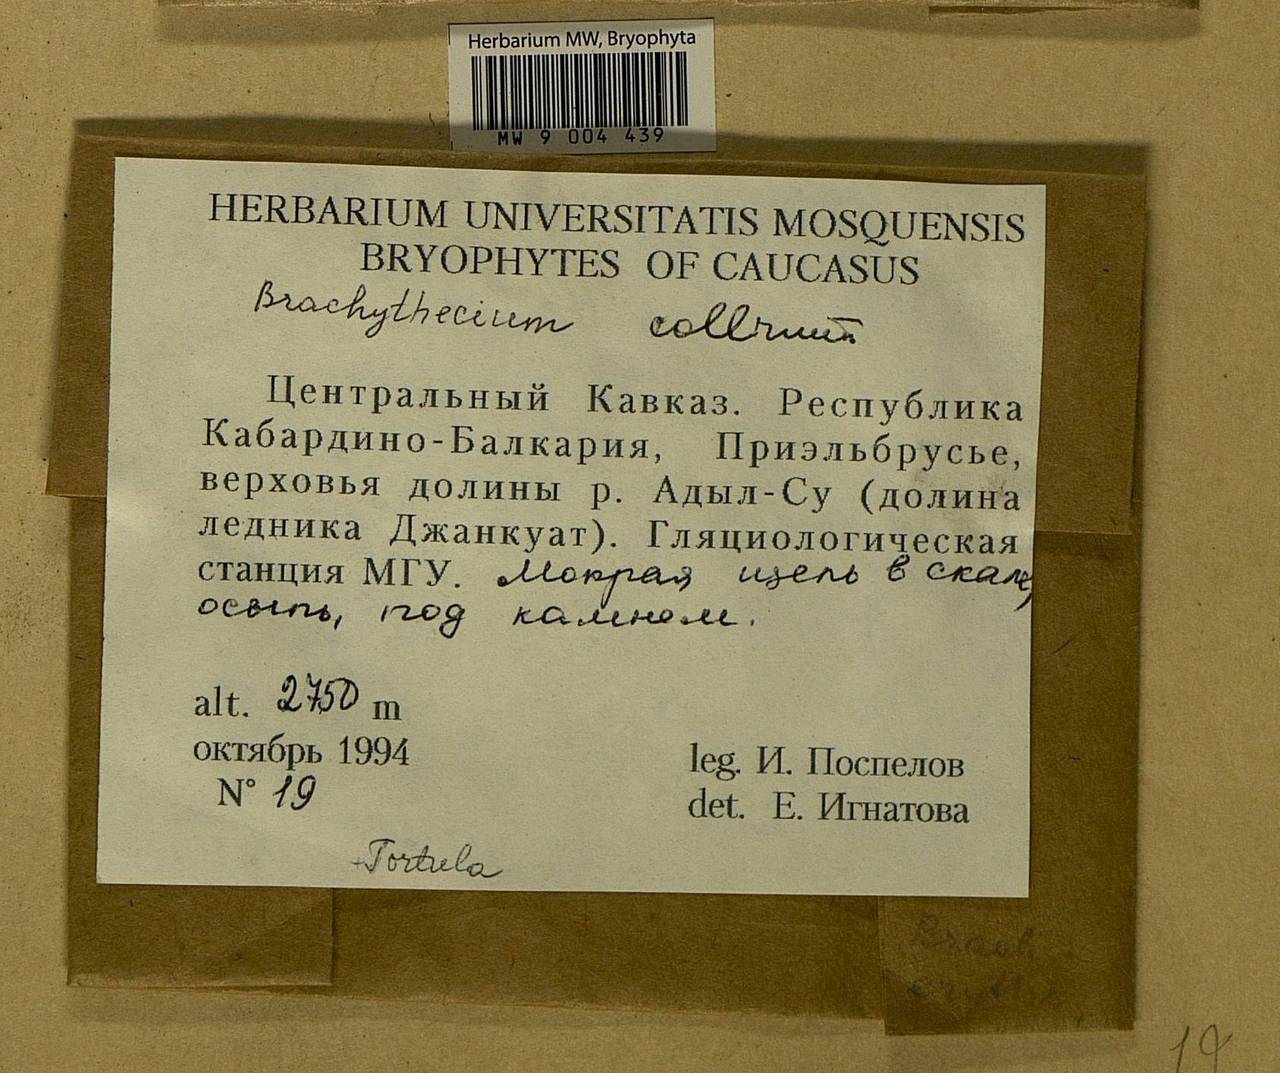 Herbarium MW, Bryophyta
MW 9 004 439
HERBARIUM UNIVERSITATIS MOSQUENSIS
BRYOPHYTES OF CAUCASUS
Brachythecium collinum
Центральный Кавказ. Республика
Кабардино-Балкария, Приэльбрусье,
верховья долины р. Адыл-Су (долина
ледника Джанкуат). Гляциологическая
станция МГУ. Мокрая щель в скале,
осыпь, под камнем.
alt. 2750 m
октябрь 1994
N° 19
leg. И. Поспелов
det. Е. Игнатова
+Tortula
Brach
19